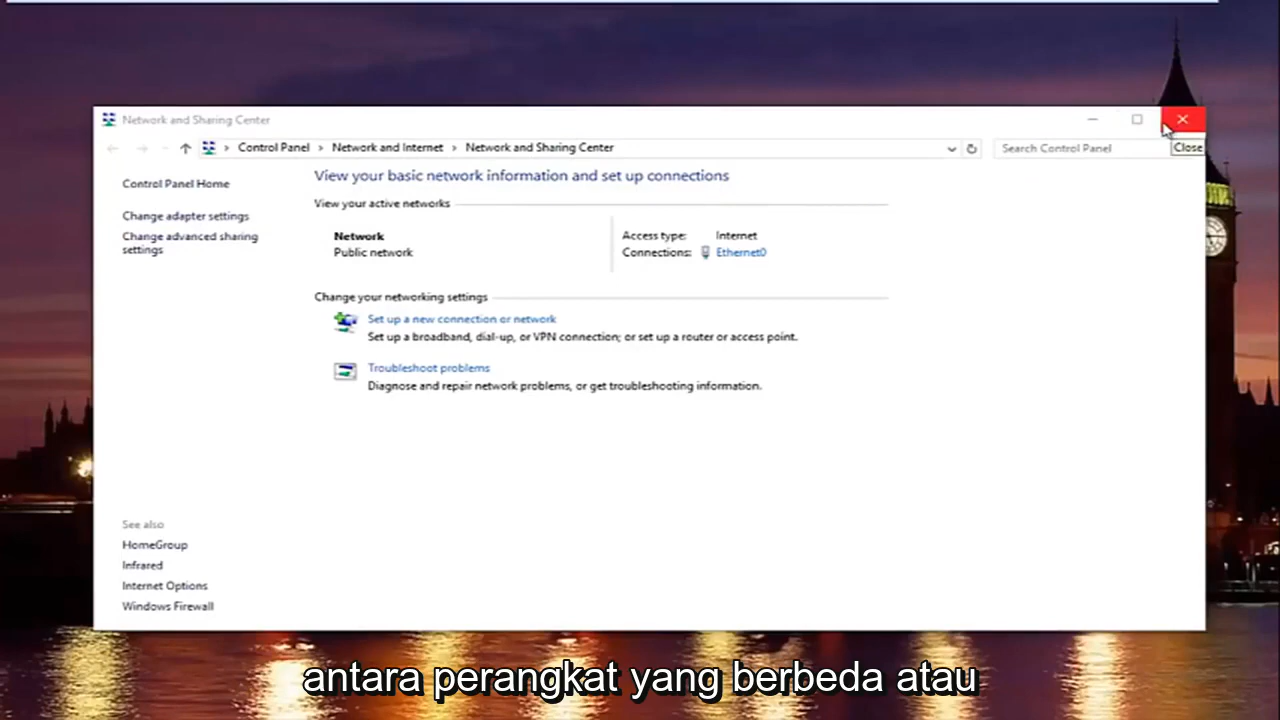 Network and Sharing Center
Control Panel > Network and Internet > Network and Sharing Center
Search Control Panel
Close
Control Panel Home
Change adapter settings
Change advanced sharing
settings
View your basic network information and set up connections
View your active networks
Network
Public network
Access type: Internet
Connections: Ethernet0
Change your networking settings
Set up a new connection or network
Set up a broadband, dial-up, or VPN connection; or set up a router or access point.
Troubleshoot problems
Diagnose and repair network problems, or get troubleshooting information.
See also
HomeGroup
Infrared
Internet Options
Windows Firewall
antara perangkat yang berbeda atau